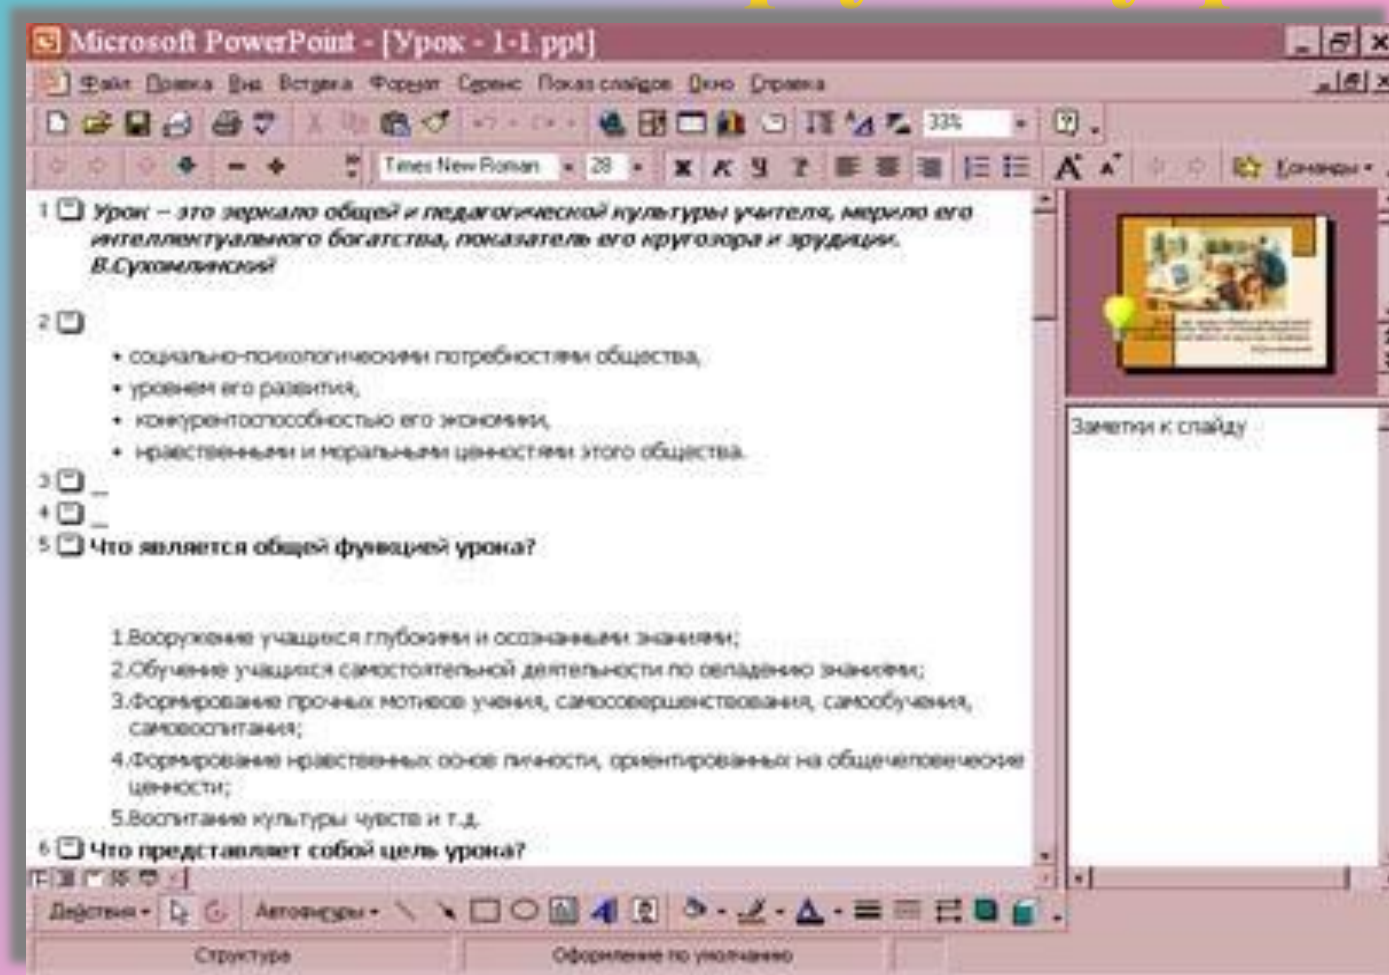 Microsoft PowerPoint - [Урок - 1-1.ppt]
Файл Правка Вид Вставка Формат Сервис Показ слайдов Окно Справка
33%
Times New Roman 28 Ж К Ч Команды
1 Урок – это зеркало общей и педагогической культуры учителя, мерило его
интеллектуального богатства, показатель его кругозора и эрудиции.
В.Сухомлинский
2
• социально-психологическими потребностями общества,
• уровнем его развития,
• конкурентоспособностью его экономики,
• нравственными и моральными ценностями этого общества.
3
4
5 Что является общей функцией урока?
1.Вооружение учащихся глубокими и осознанными знаниями;
2.Обучение учащихся самостоятельной деятельности по овладению знаниями;
3.Формирование прочных мотивов учения, самосовершенствования, самообучения,
самовоспитания;
4.Формирование нравственных основ личности, ориентированных на общечеловеческие
ценности;
5.Воспитание культуры чувств и т.д.
6 Что представляет собой цель урока?
Заметки к слайду
Действия Автофигуры
Структура Оформление по умолчанию